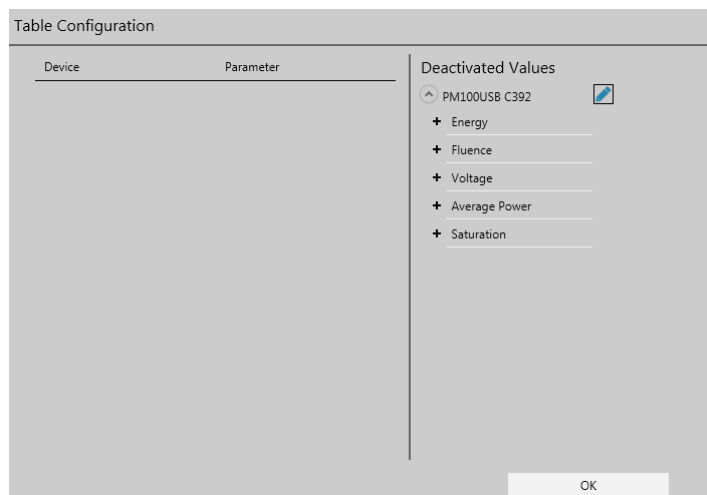 Table Configuration
Device Parameter
Deactivated Values
PM100USB C392
+ Energy
+ Fluence
+ Voltage
+ Average Power
+ Saturation
OK